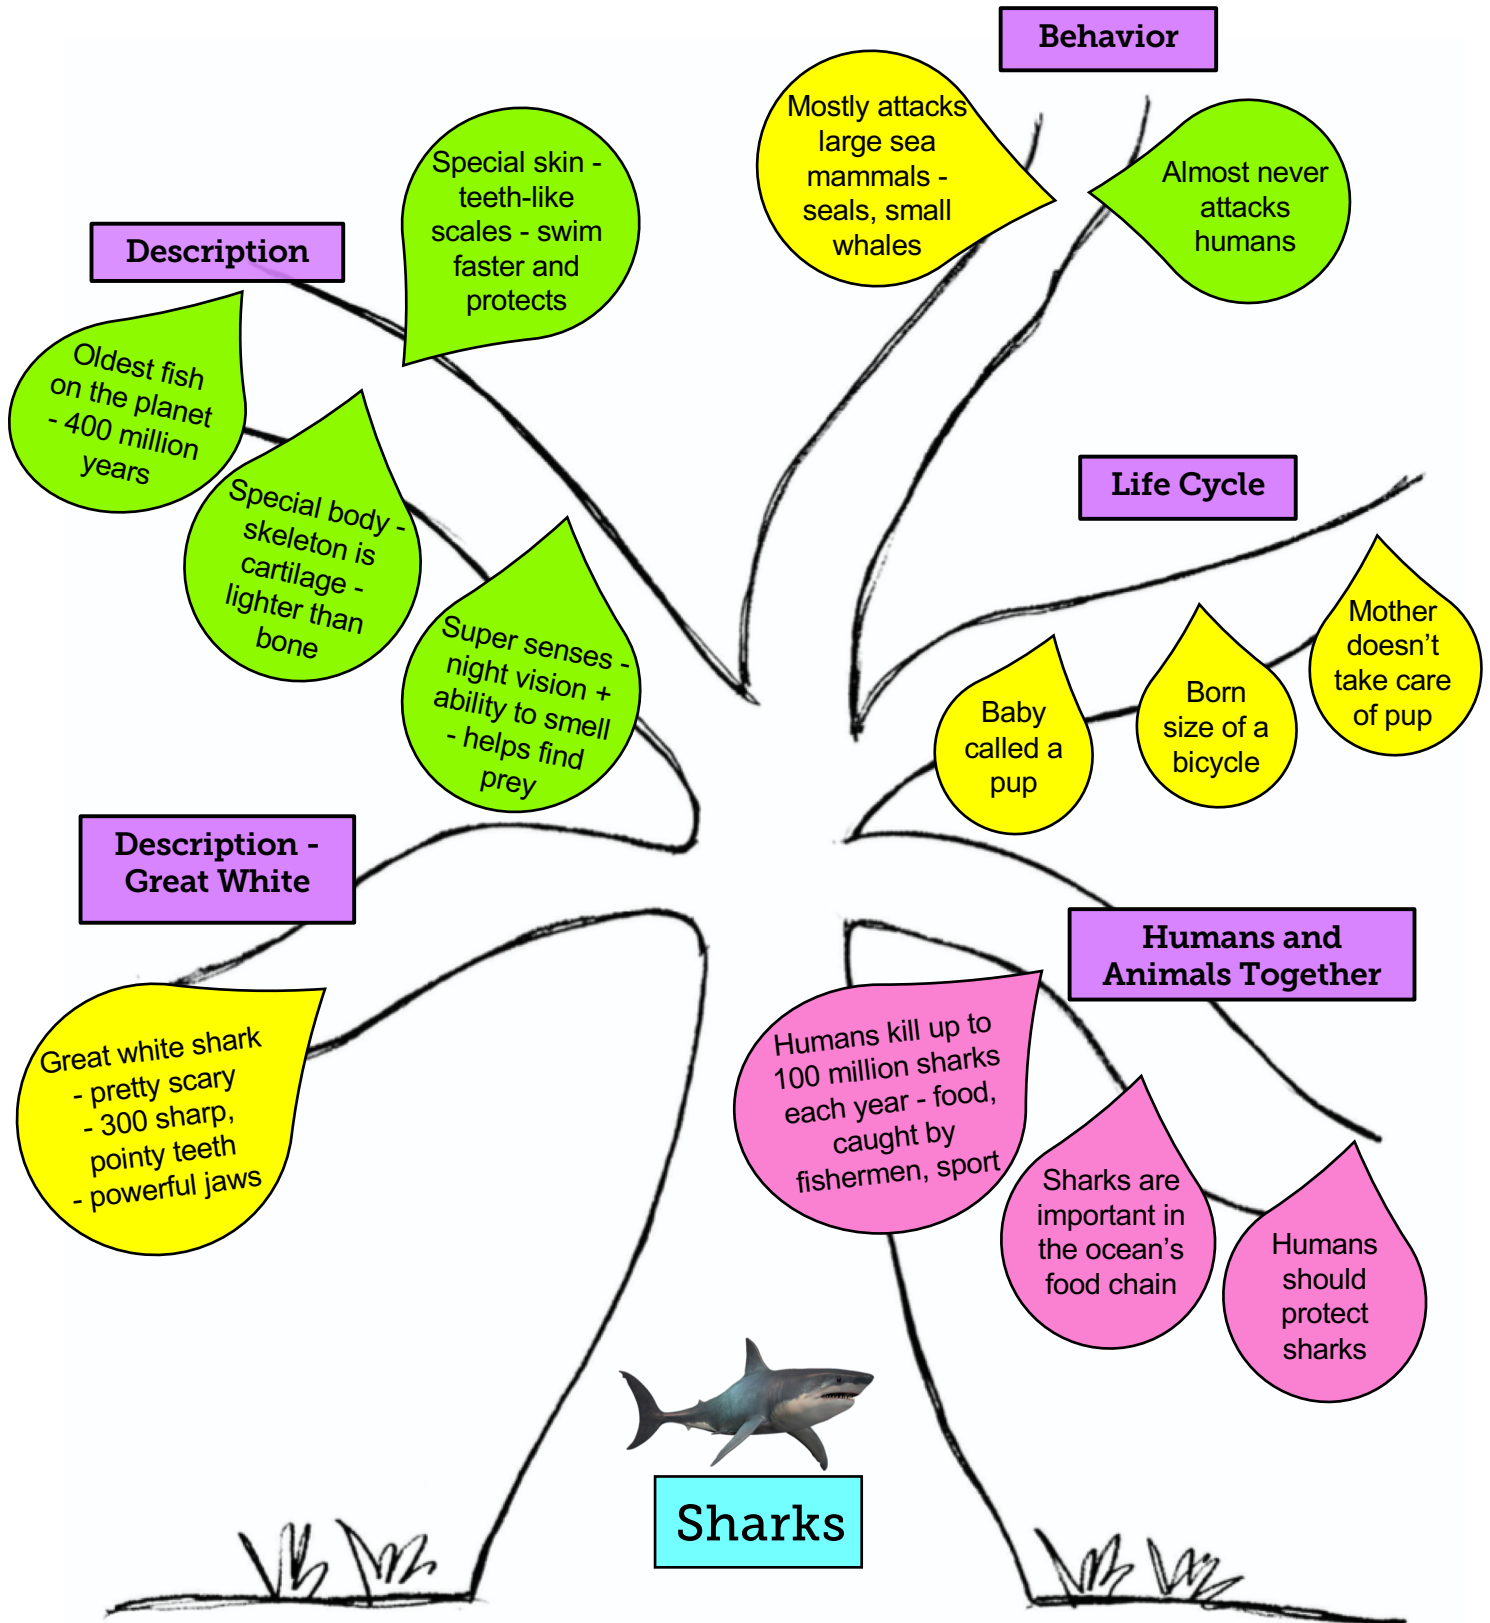 Behavior
Mostly attacks
large sea
mammals -
seals, small
whales
Almost never
attacks
humans
Description
Special skin -
teeth-like
scales - swim
faster and
protects
Oldest fish
on the planet
- 400 million
years
Special body -
skeleton is
cartilage -
lighter than
bone
Super senses -
night vision +
ability to smell
- helps find
prey
Life Cycle
Baby
called a
pup
Born
size of a
bicycle
Mother
doesn't
take care
of pup
Description -
Great White
Great white shark
- pretty scary
- 300 sharp,
pointy teeth
- powerful jaws
Humans and
Animals Together
Humans kill up to
100 million sharks
each year - food,
caught by
fishermen, sport
Sharks are
important in
the ocean's
food chain
Humans
should
protect
sharks
Sharks